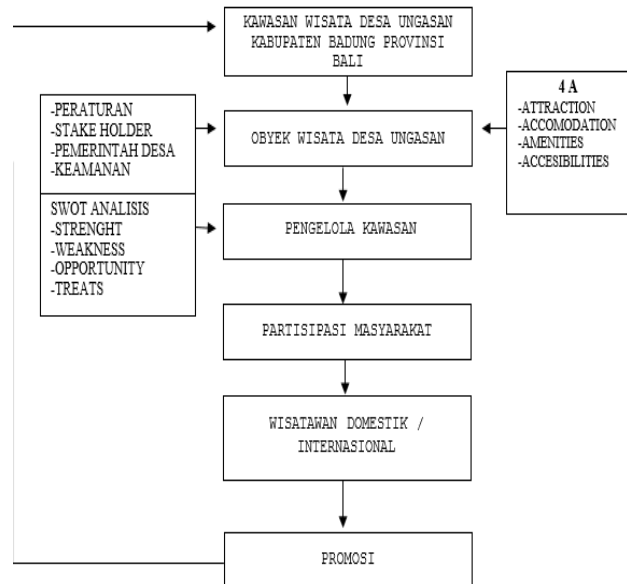 KAWASAN WISATA DESA UNGASAN
KABUPATEN BADUNG PROVINSI
BALI
-PERATURAN
-STAKE HOLDER
-PEMERINTAH DESA
-KEAMANAN
OBYEK WISATA DESA UNGASAN
4 A
-ATTRACTION
-ACCOMODATION
-AMENITIES
-ACCESIBILITIES
SWOT ANALISIS
-STRENGHT
-WEAKNESS
-OPPORTUNITY
-TREATS
PENGELOLA KAWASAN
PARTISIPASI MASYARAKAT
WISATAWAN DOMESTIK /
INTERNASIONAL
PROMOSI